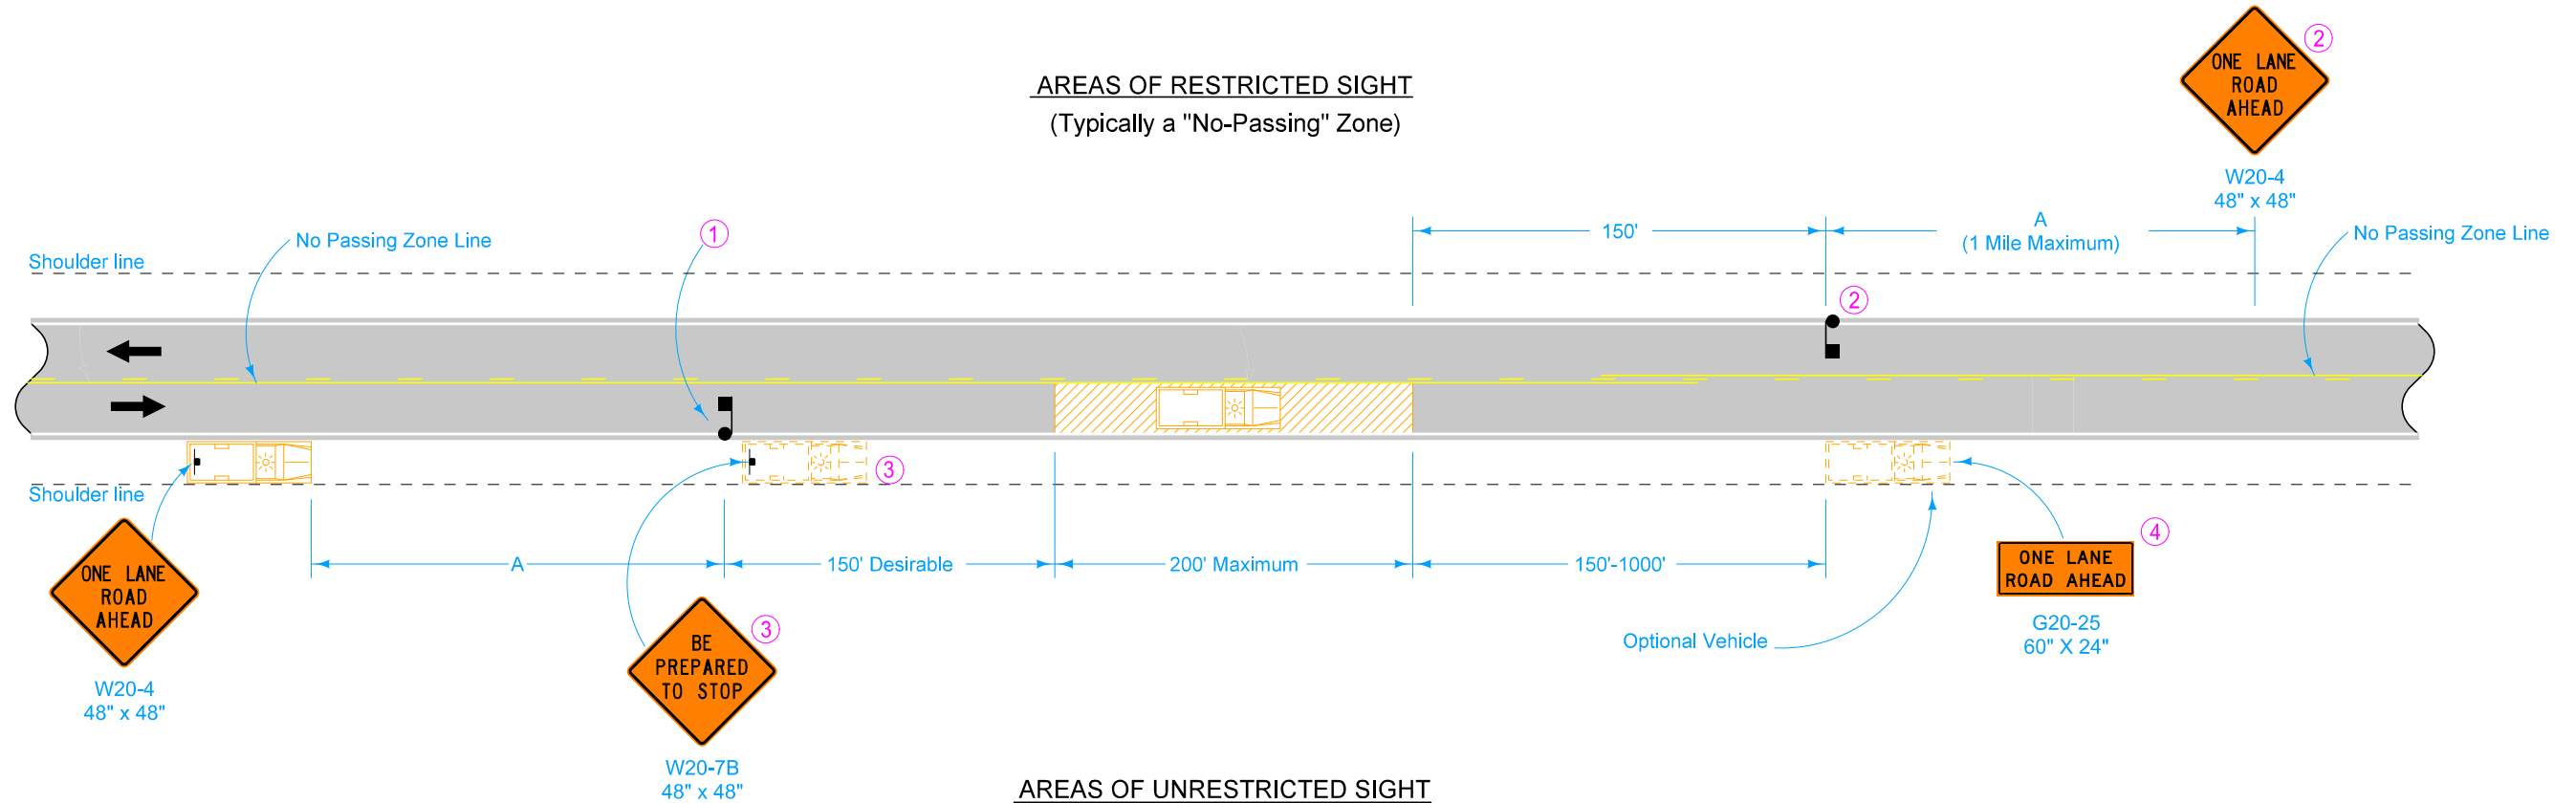 AREAS OF RESTRICTED SIGHT
(Typically a "No-Passing" Zone)
ONE LANE
ROAD
AHEAD
2
W20-4
48" x 48"
No Passing Zone Line
1
150'
A
(1 Mile Maximum)
No Passing Zone Line
Shoulder line
2
3
Shoulder line
ONE LANE
ROAD
AHEAD
W20-4
48" x 48"
A
150' Desirable
200' Maximum
150'-1000'
BE
PREPARED
TO STOP
3
W20-7B
48" x 48"
Optional Vehicle
4
ONE LANE
ROAD AHEAD
G20-25
60" X 24"
AREAS OF UNRESTRICTED SIGHT